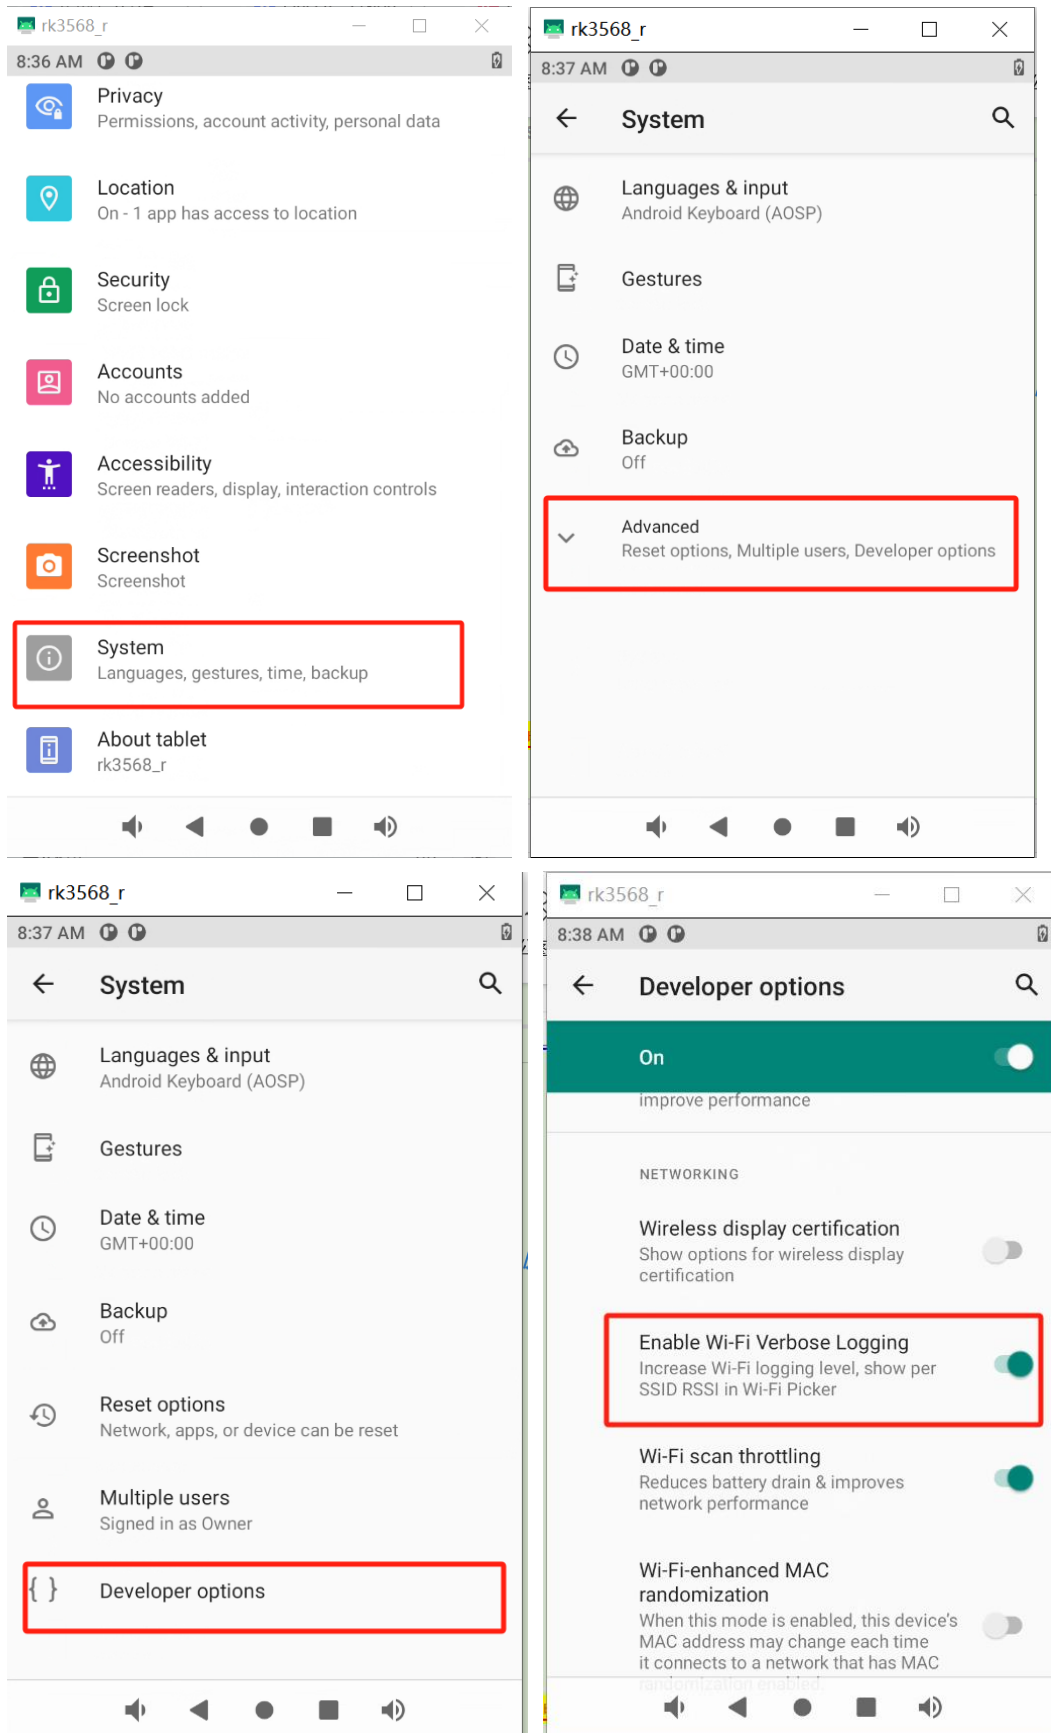 rk3568_r
8:36 AM
Privacy
Permissions, account activity, personal data
Location
On - 1 app has access to location
Security
Screen lock
Accounts
No accounts added
Accessibility
Screen readers, display, interaction controls
Screenshot
Screenshot
System
Languages, gestures, time, backup
About tablet
rk3568_r
rk3568_r
8:37 AM
System
Languages & input
Android Keyboard (AOSP)
Gestures
Date & time
GMT+00:00
Backup
Off
Advanced
Reset options, Multiple users, Developer options
rk3568_r
8:37 AM
System
Languages & input
Android Keyboard (AOSP)
Gestures
Date & time
GMT+00:00
Backup
Off
Reset options
Network, apps, or device can be reset
Multiple users
Signed in as Owner
Developer options
rk3568_r
8:38 AM
Developer options
On
improve performance
NETWORKING
Wireless display certification
Show options for wireless display
certification
Enable Wi-Fi Verbose Logging
Increase Wi-Fi logging level, show per
SSID RSSI in Wi-Fi Picker
Wi-Fi scan throttling
Reduces battery drain & improves
network performance
Wi-Fi-enhanced MAC
randomization
When this mode is enabled, this device's
MAC address may change each time
it connects to a network that has MAC
randomization enabled.